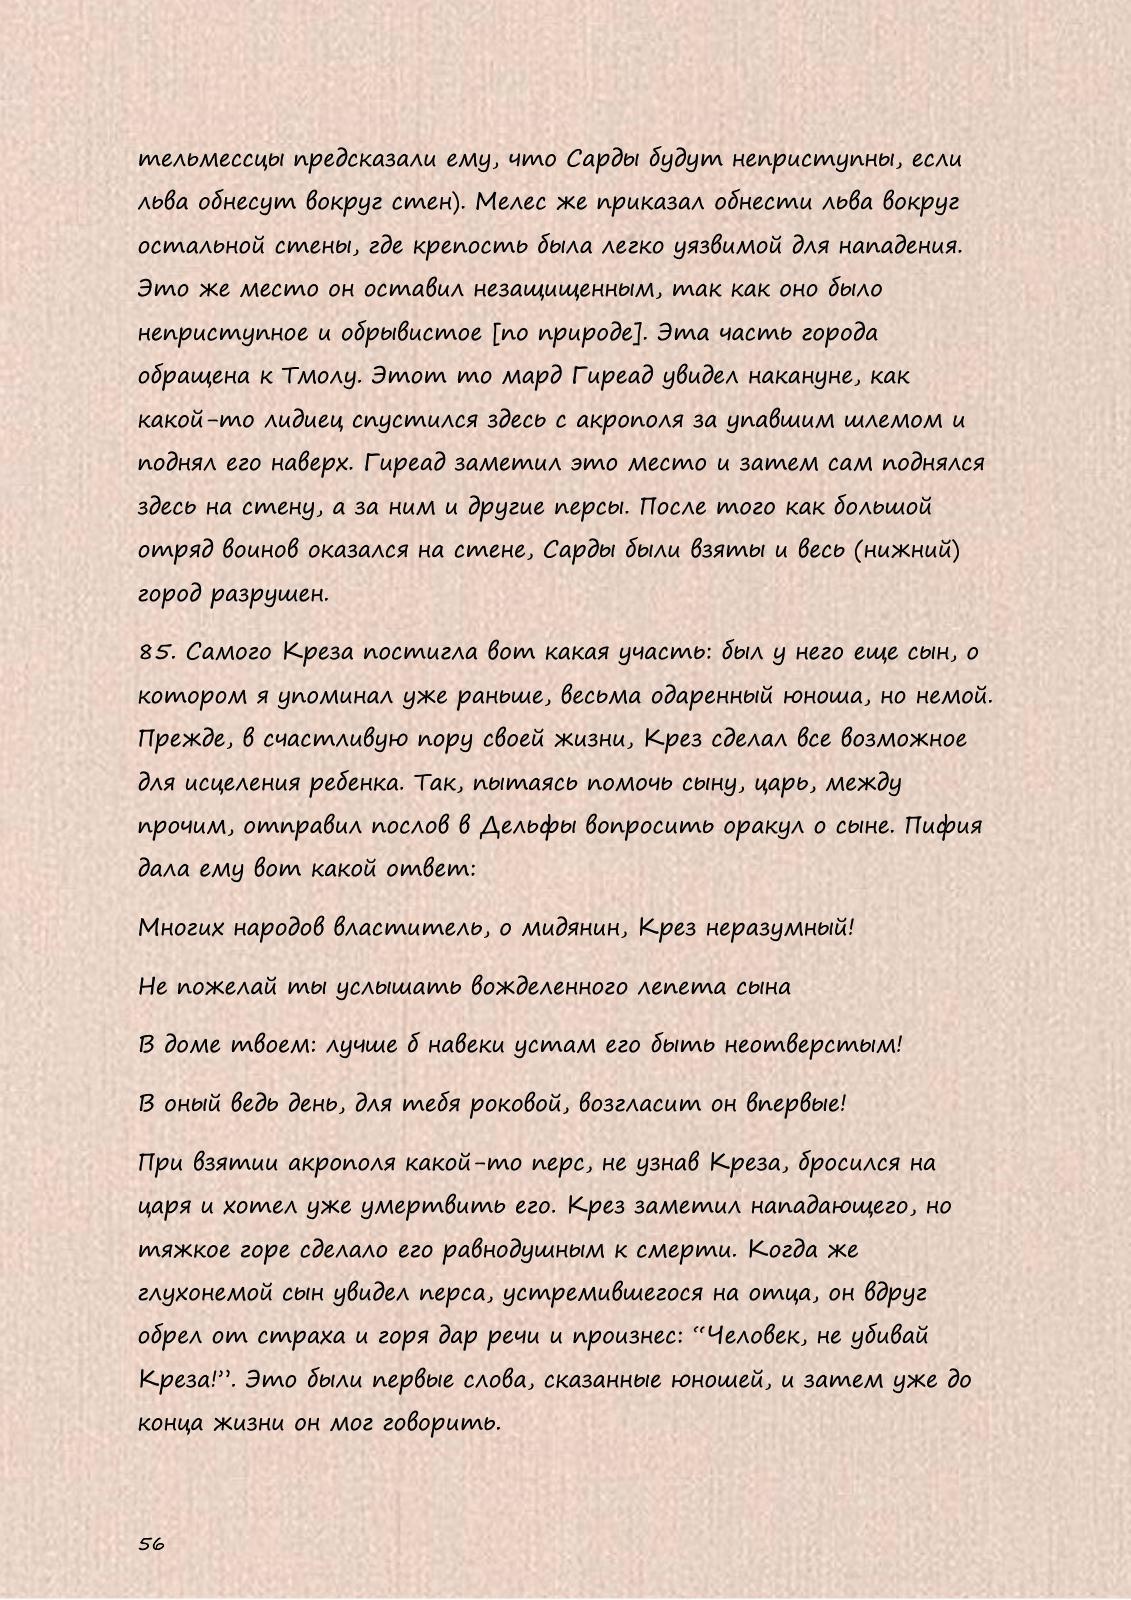 тельмессцы предсказали ему, что Сарды будут неприступны, если
льва обнесут вокруг стен). Мелес же приказал обнести льва вокруг
остальной стены, где крепость была легко уязвимой для нападения.
Это же место он оставил незащищенным, так как оно было
неприступное и обрывистое [по природе]. Эта часть города
обращена к Тмолу. Этот то мард Гиреад увидел накануне, как
какой-то лидиец спустился здесь с акрополя за упавшим шлемом и
поднял его наверх. Гиреад заметил это место и затем сам поднялся
здесь на стену, а за ним и другие персы. После того как большой
отряд воинов оказался на стене, Сарды были взяты и весь (нижний)
город разрушен.
85. Самого Креза постигла вот какая участь: был у него еще сын, о
котором я упоминал уже раньше, весьма одаренный юноша, но немой.
Прежде, в счастливую пору своей жизни, Крез сделал все возможное
для исцеления ребенка. Так, пытаясь помочь сыну, царь, между
прочим, отправил послов в Дельфы вопросить оракул о сыне. Пифия
дала ему вот какой ответ:
Многих народов властитель, о мидянин, Крез неразумный!
Не пожелай ты услышать вожделенного лепета сына
В доме твоем: лучше б навеки устам его быть неотверстым!
В оный ведь день, для тебя роковой, возгласит он впервые!
При взятии акрополя какой-то перс, не узнав Креза, бросился на
царя и хотел уже умертвить его. Крез заметил нападающего, но
тяжкое горе сделало его равнодушным к смерти. Когда же
глухонемой сын увидел перса, устремившегося на отца, он вдруг
обрел от страха и горя дар речи и произнес: “Человек, не убивай
Креза!”. Это были первые слова, сказанные юношей, и затем уже до
конца жизни он мог говорить.
56